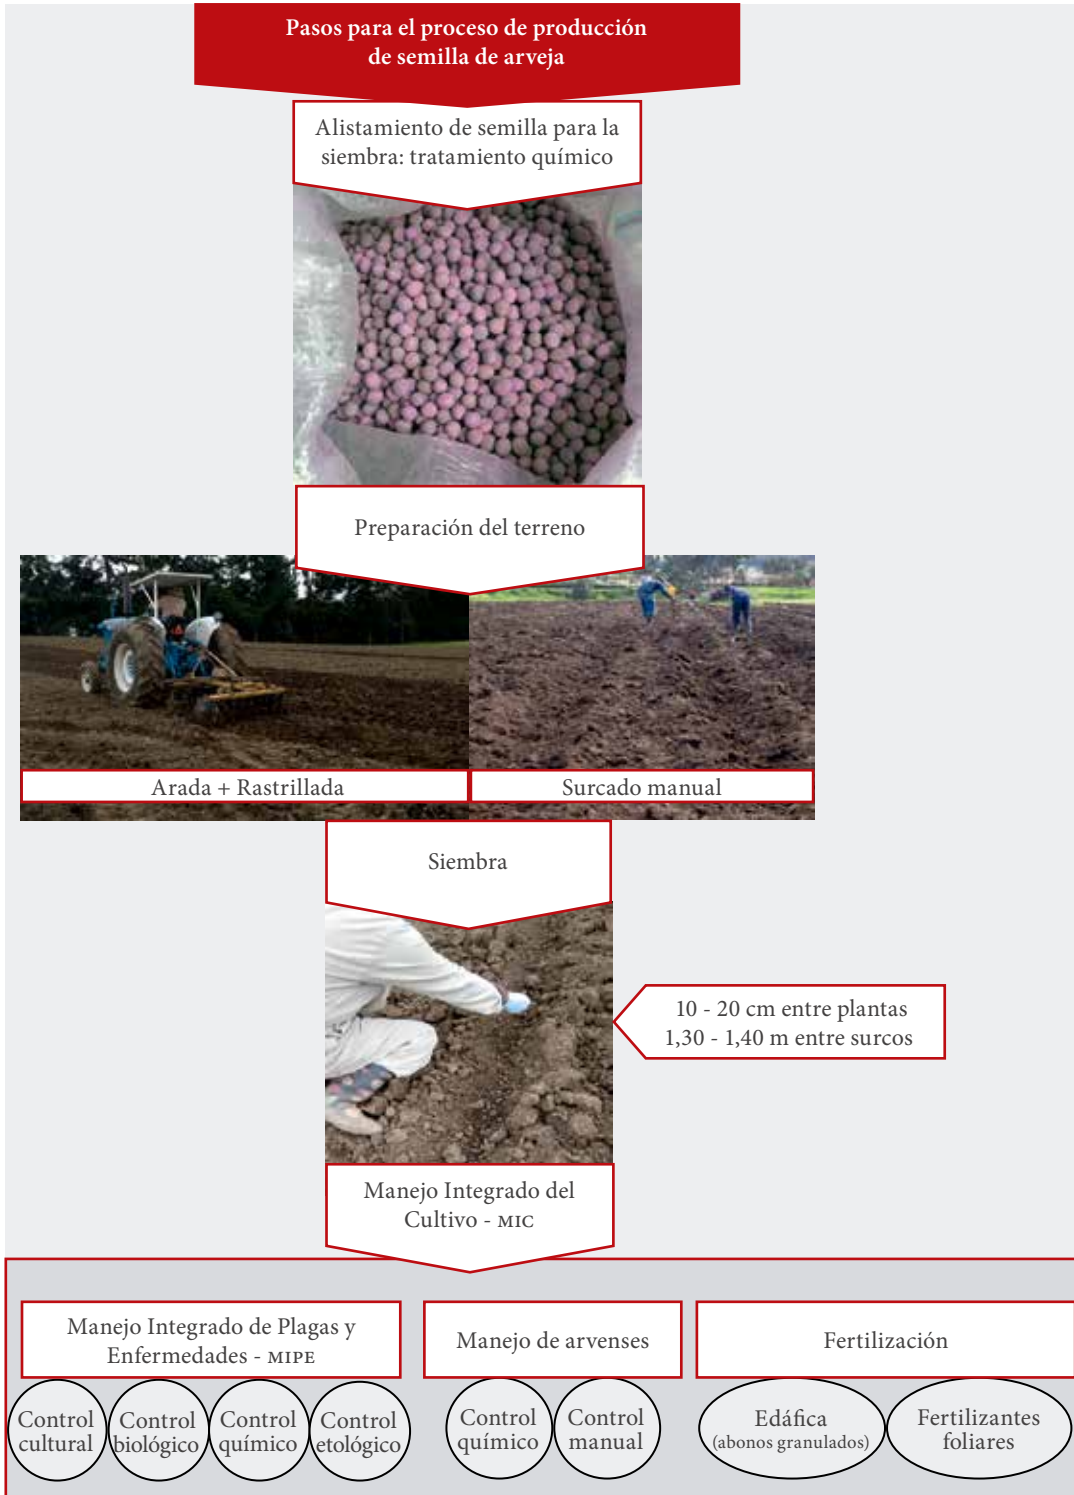 Pasos para el proceso de producción
de semilla de arveja
Alistamiento de semilla para la
siembra: tratamiento químico
Preparación del terreno
Arada + Rastrillada
Surcado manual
Siembra
10 - 20 cm entre plantas
1,30 - 1,40 m entre surcos
Manejo Integrado del
Cultivo - MIC
Manejo Integrado de Plagas y
Enfermedades - MIPE
Manejo de arvenses
Fertilización
Control
cultural
Control
biológico
Control
químico
Control
etológico
Control
químico
Control
manual
Edáfica
(abonos granulados)
Fertilizantes
foliares